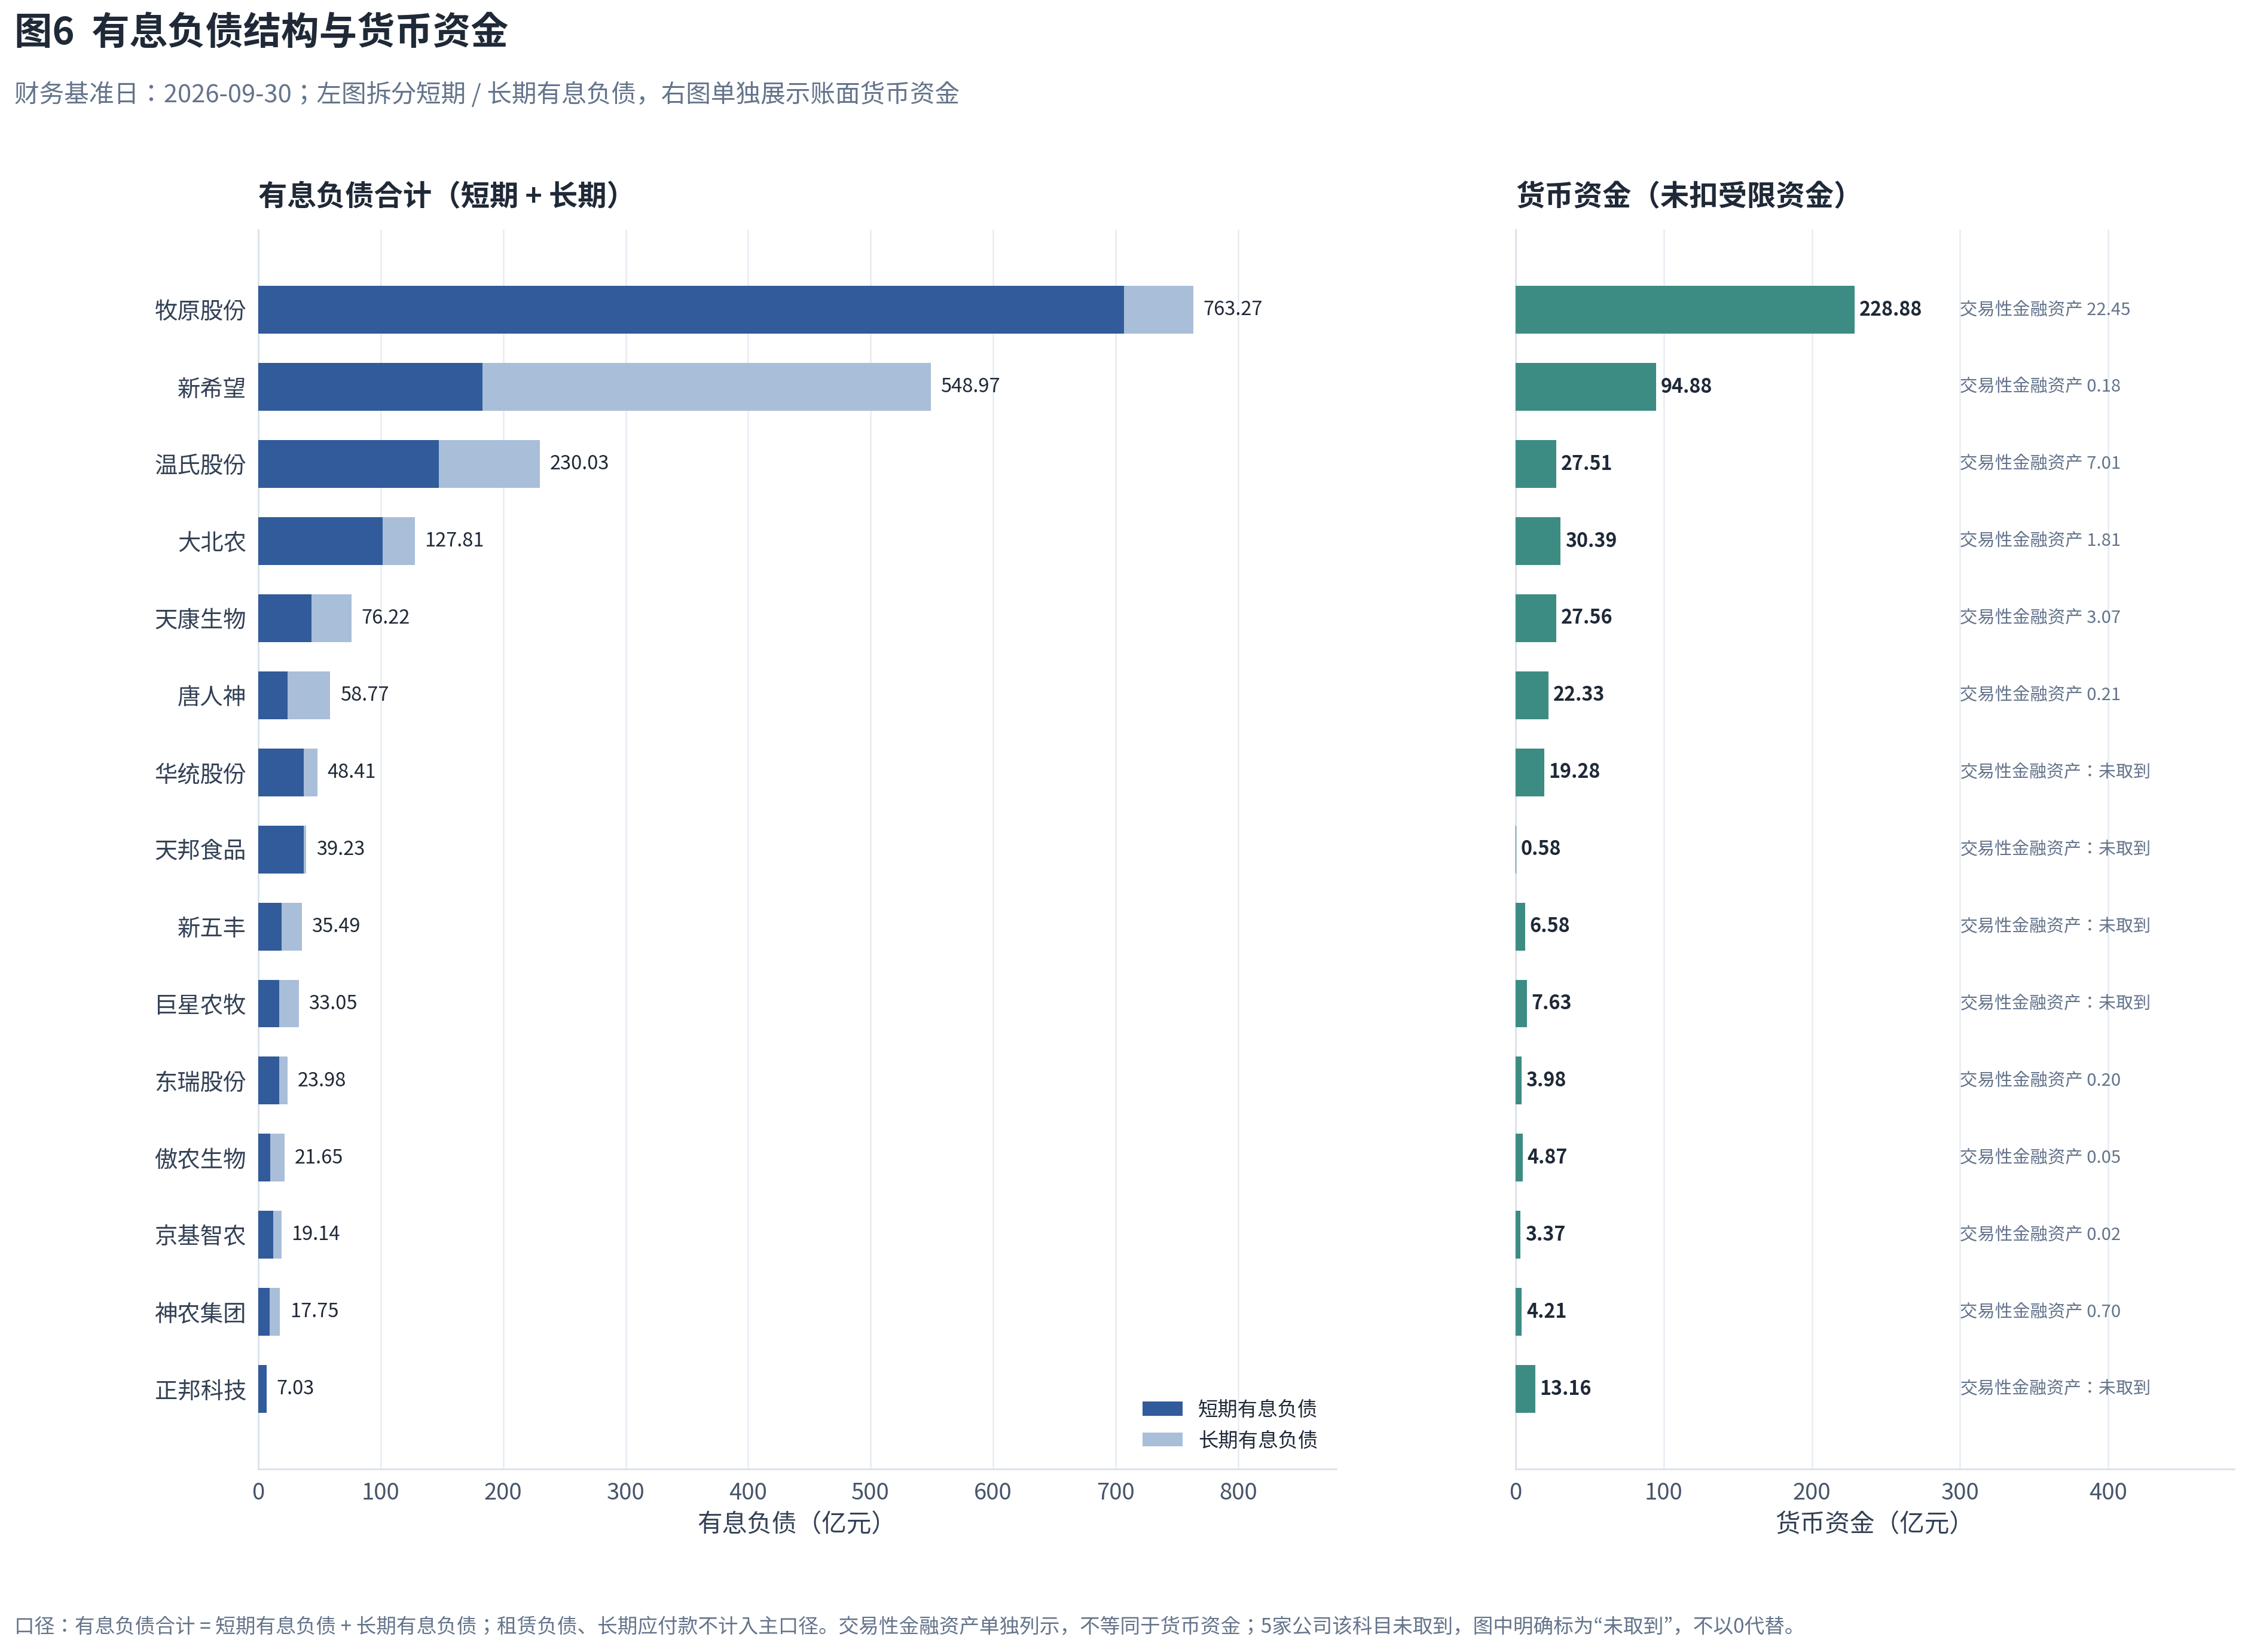 图6 有息负债结构与货币资金
财务基准日：2026-09-30；左图拆分短期 / 长期有息负债，右图单独展示账面货币资金
有息负债合计（短期 + 长期）
牧原股份 763.27
新希望 548.97
温氏股份 230.03
大北农 127.81
天康生物 76.22
唐人神 58.77
华统股份 48.41
天邦食品 39.23
新五丰 35.49
巨星农牧 33.05
东瑞股份 23.98
傲农生物 21.65
京基智农 19.14
神农集团 17.75
正邦科技 7.03
短期有息负债
长期有息负债
0 100 200 300 400 500 600 700 800
有息负债（亿元）
货币资金（未扣受限资金）
228.88 交易性金融资产 22.45
94.88 交易性金融资产 0.18
27.51 交易性金融资产 7.01
30.39 交易性金融资产 1.81
27.56 交易性金融资产 3.07
22.33 交易性金融资产 0.21
19.28 交易性金融资产：未取到
0.58 交易性金融资产：未取到
6.58 交易性金融资产：未取到
7.63 交易性金融资产：未取到
3.98 交易性金融资产 0.20
4.87 交易性金融资产 0.05
3.37 交易性金融资产 0.02
4.21 交易性金融资产 0.70
13.16 交易性金融资产：未取到
0 100 200 300 400
货币资金（亿元）
口径：有息负债合计 = 短期有息负债 + 长期有息负债；租赁负债、长期应付款不计入主口径。交易性金融资产单独列示，不等同于货币资金；5家公司该科目未取到，图中明确标为“未取到”，不以0代替。